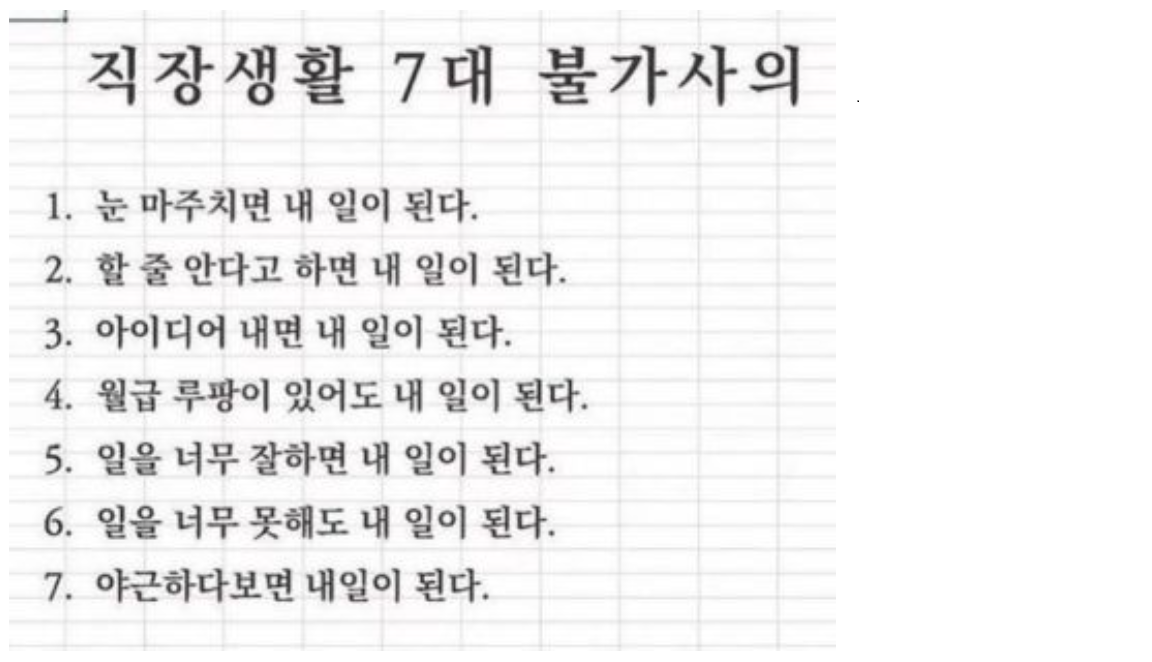 직장생활 7대 불가사의
1. 눈 마주치면 내 일이 된다.
2. 할 줄 안다고 하면 내 일이 된다.
3. 아이디어 내면 내 일이 된다.
4. 월급 루팡이 있어도 내 일이 된다.
5. 일을 너무 잘하면 내 일이 된다.
6. 일을 너무 못해도 내 일이 된다.
7. 야근하다보면 내일이 된다.